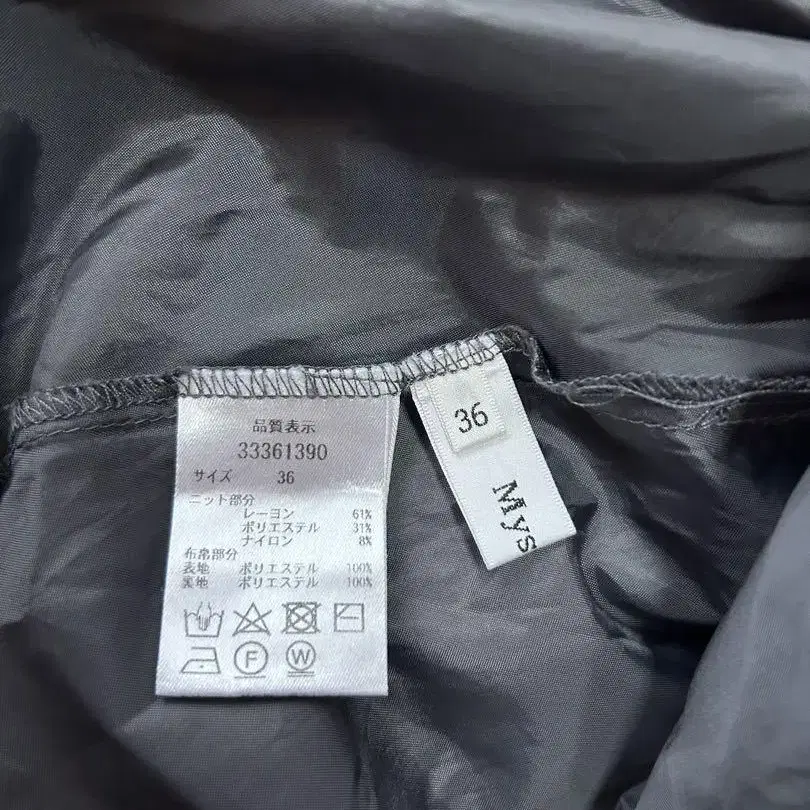 品質表示
33361390
サイズ 36
ニット部分
レーヨン 61%
ポリエステル 31%
ナイロン 8%
布帛部分
表地 ポリエステル 100%
裏地 ポリエステル 100%
F W
36
Mys